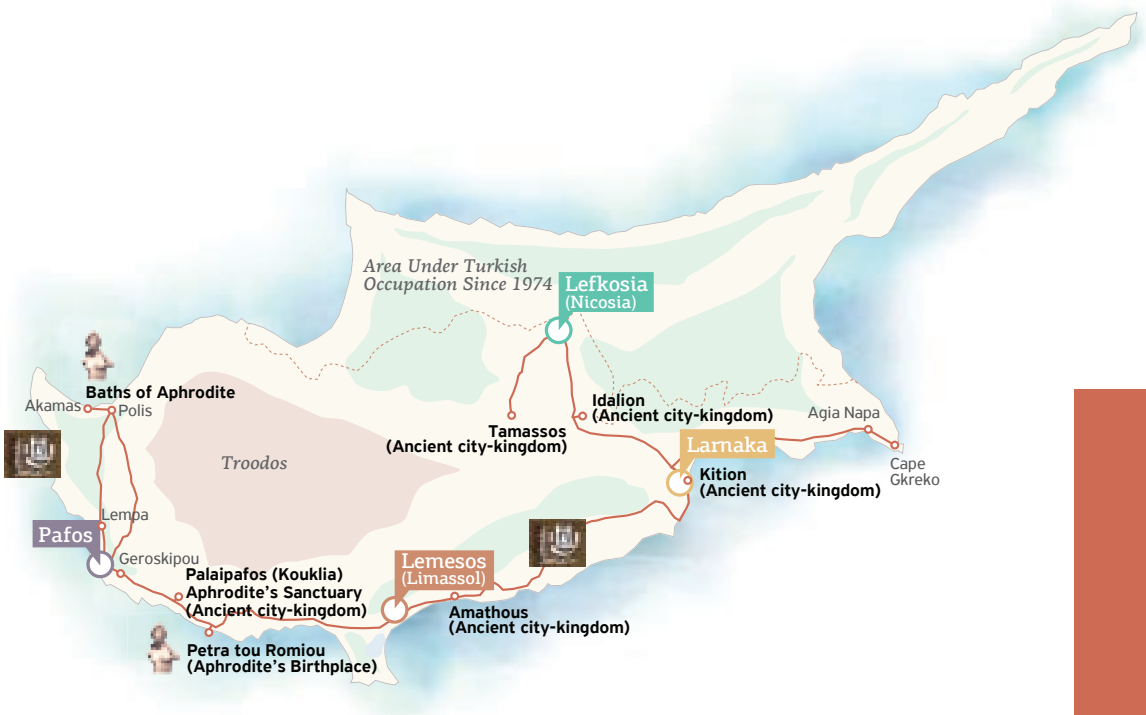 Area Under Turkish
Occupation Since 1974
Lefkosia
(Nicosia)
Baths of Aphrodite
Akamas
Polis
Idalion
(Ancient city-kingdom)
Agia Napa
Tamassos
(Ancient city-kingdom)
Larnaka
Troodos
Cape
Gkreko
Kition
(Ancient city-kingdom)
Lempa
Pafos
Geroskipou
Lemesos
(Limassol)
Palaipafos (Kouklia)
Aphrodite's Sanctuary
(Ancient city-kingdom)
Amathous
(Ancient city-kingdom)
Petra tou Romiou
(Aphrodite's Birthplace)